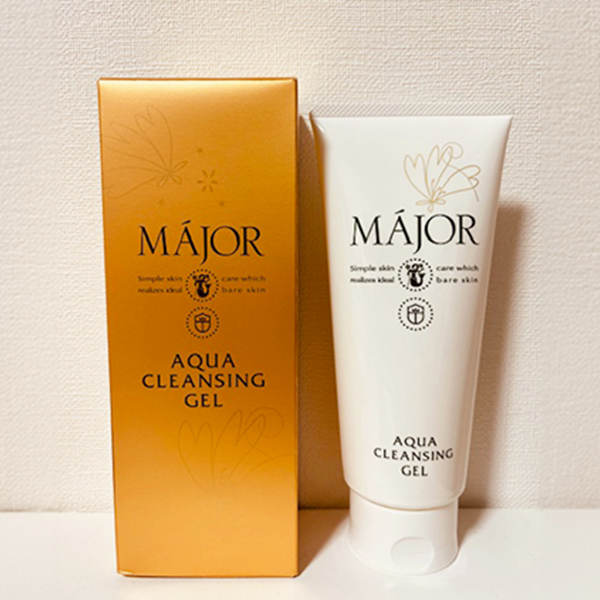 MÁJOR
Simple skin care which
realizes ideal bare skin
AQUA
CLEANSING
GEL
MÁJOR
Simple skin care which
realizes ideal bare skin
AQUA
CLEANSING
GEL